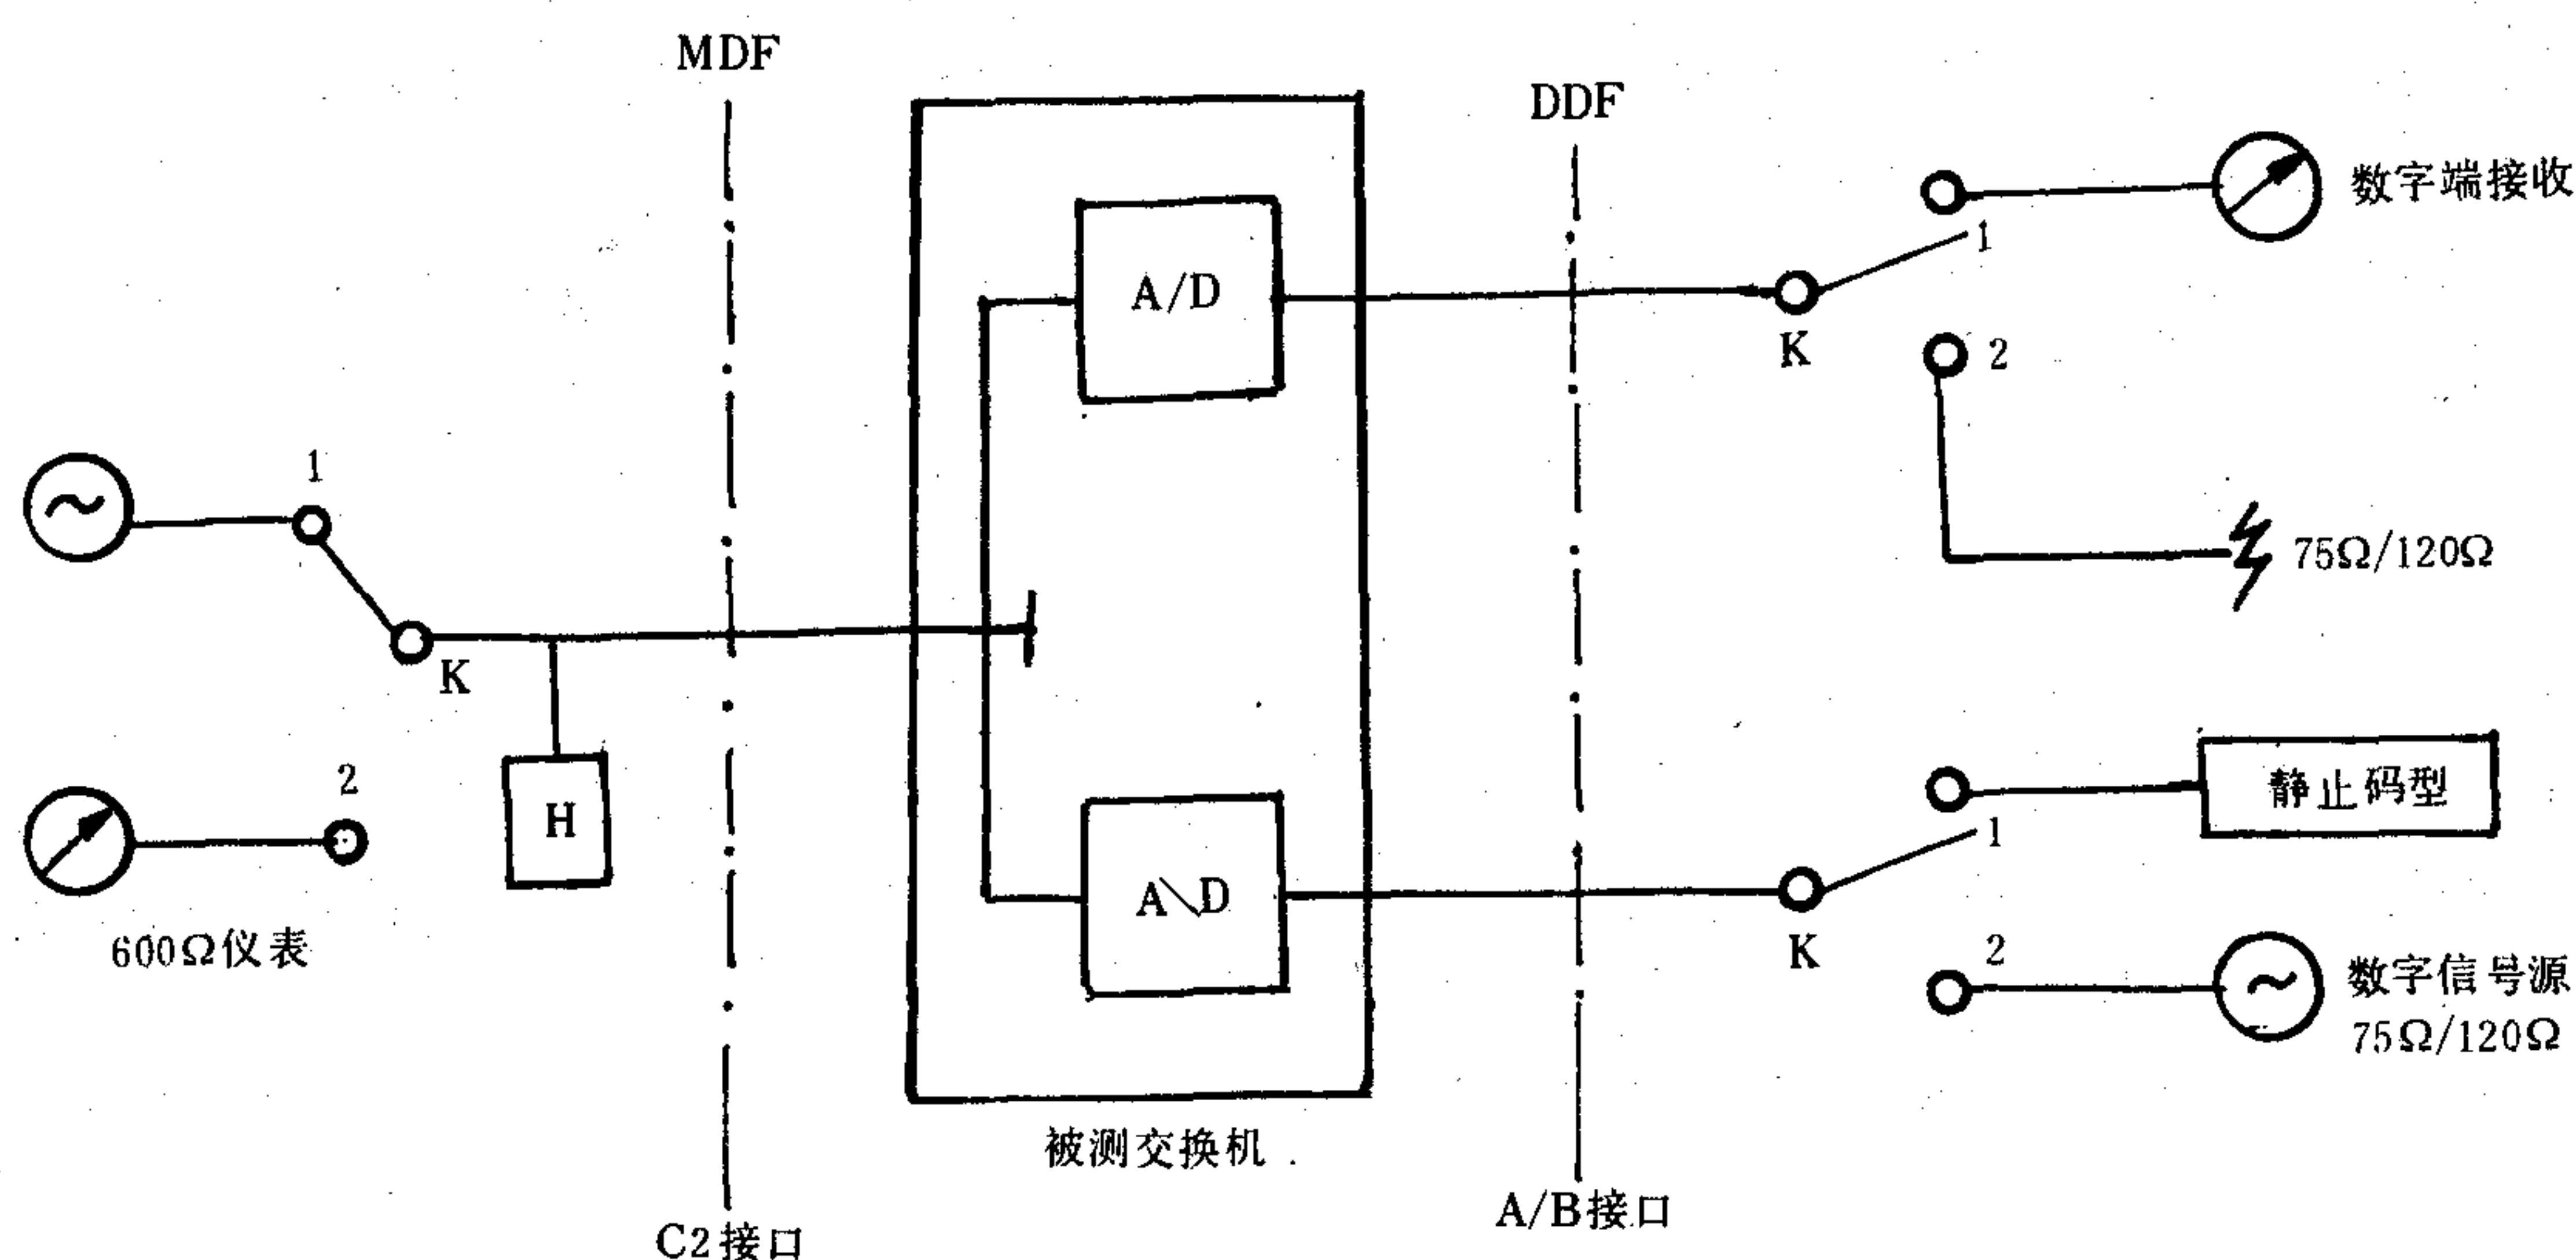 MDF
DDF
数字端接收
1
A/D
K
2
1
75Ω/120Ω
K
2
H
静止码型
1
A\D
600Ω仪表
K
2
数字信号源
75Ω/120Ω
被测交换机
A/B接口
C2接口